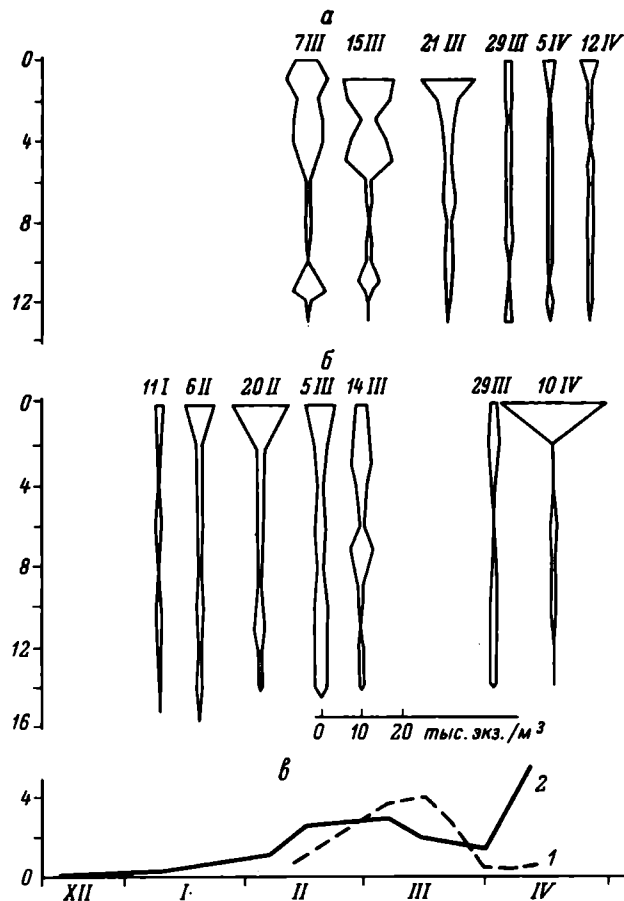 а
7 III 15 III 21 III 29 III 5 IV 12 IV
0
4
8
12
б
11 I 6 II 20 II 5 III 14 III 29 III 10 IV
0
4
8
12
16
0 10 20 тыс. экз./м³
в
4
0
2
1
XII I II III IV